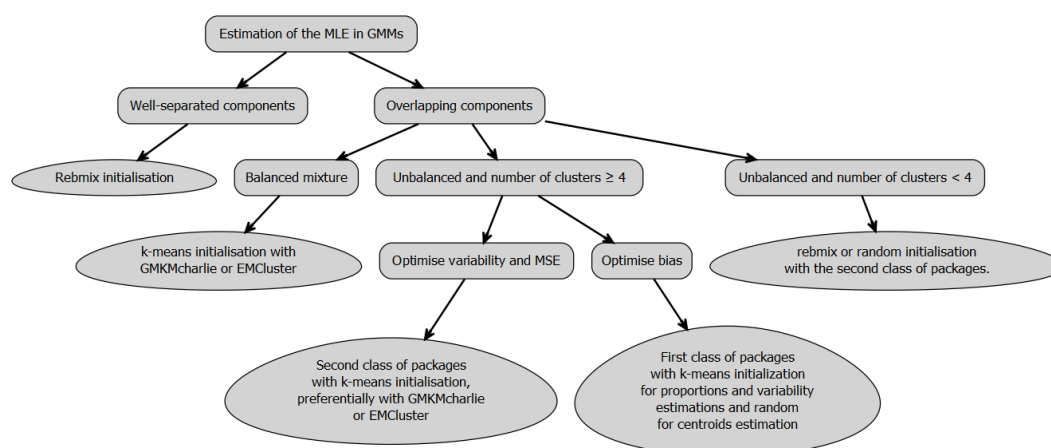 Estimation of the MLE in GMMs
Well-separated components
Overlapping components
Rebmix initialisation
Balanced mixture
Unbalanced and number of clusters ≥ 4
Unbalanced and number of clusters < 4
k-means initialisation with
GMKMcharlie or EMCluster
Optimise variability and MSE
Optimise bias
rebmix or random initialisation
with the second class of packages.
Second class of packages
with k-means initialisation,
preferentially with GMKMcharlie
or EMCluster
First class of packages
with k-means initialization
for proportions and variability
estimations and random
for centroids estimation